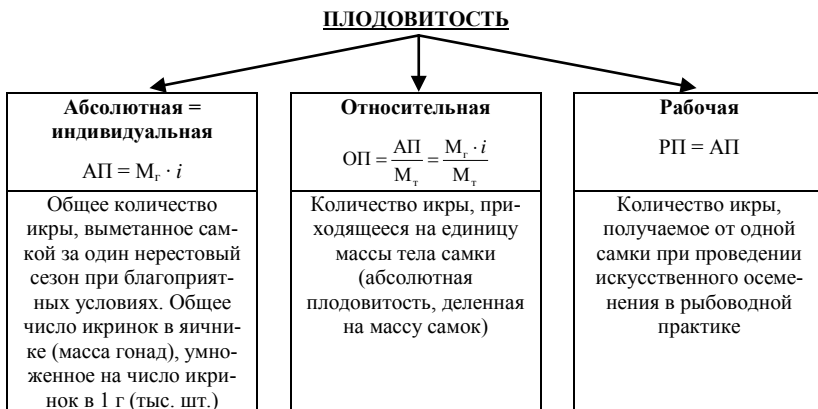 ПЛОДОВИТОСТЬ
Абсолютная =
индивидуальная
АП = Мг · i
Общее количество
икры, выметанное сам-
кой за один нерестовый
сезон при благоприят-
ных условиях. Общее
число икринок в яични-
ке (масса гонад), умно-
женное на число икри-
нок в 1 г (тыс. шт.)
Относительная
ОП = АП/Мт = Мг · i/Мт
Количество икры, при-
ходящееся на единицу
массы тела самки
(абсолютная
плодовитость, деленная
на массу самок)
Рабочая
РП = АП
Количество икры,
получаемое от одной
самки при проведении
искусственного осеме-
нения в рыбоводной
практике